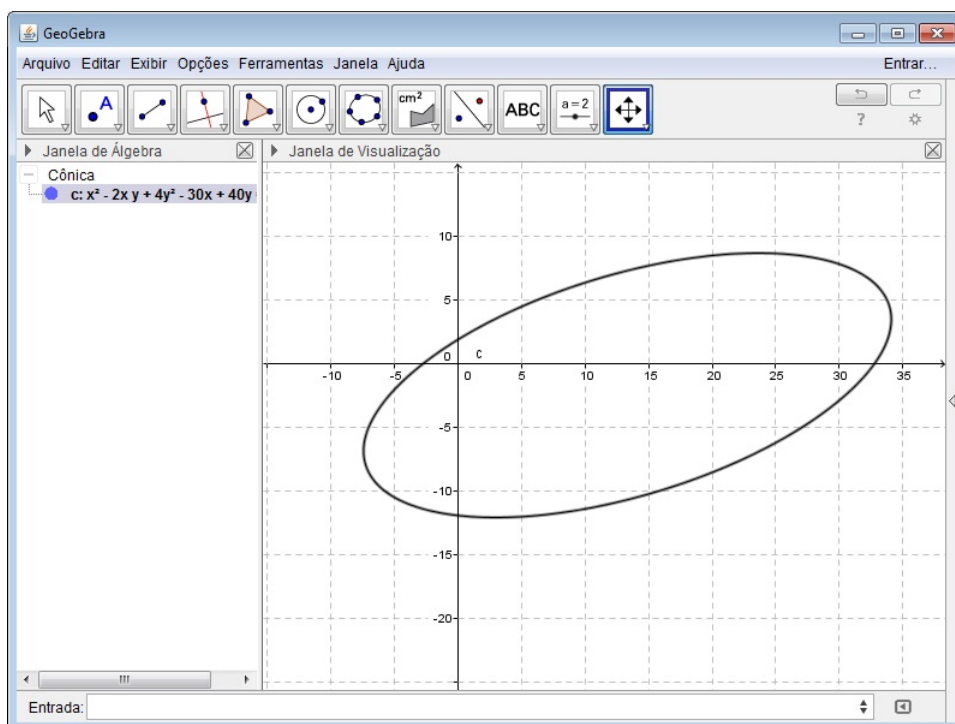 GeoGebra
Arquivo Editar Exibir Opções Ferramentas Janela Ajuda Entrar...
A cm² ABC a=2 ?
Janela de Álgebra
Janela de Visualização
Cônica
c: x² - 2x y + 4y² - 30x + 40y
10
5
0 c
-10 -5 0 5 10 15 20 25 30 35
-5
-10
-15
-20
Entrada: